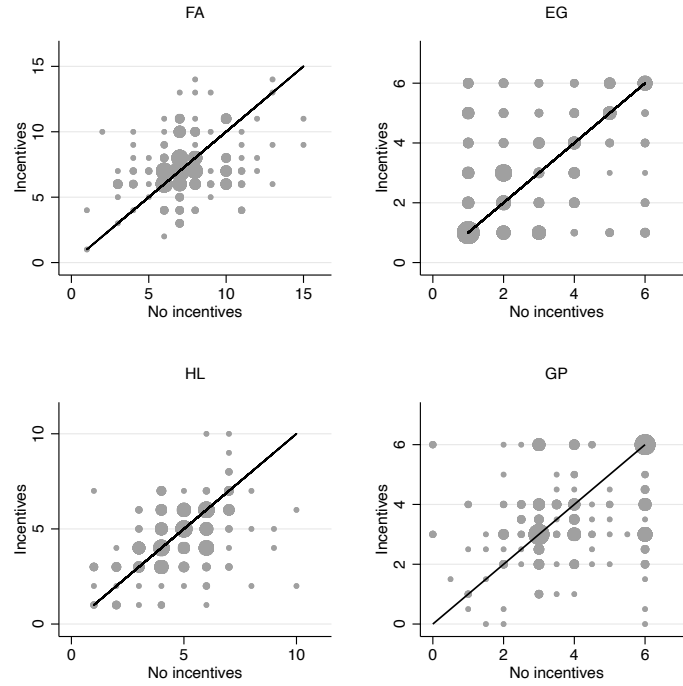 FA
15
10
5
0
Incentives
0 5 10 15
No incentives
EG
6
4
2
0
Incentives
0 2 4 6
No incentives
HL
10
5
0
Incentives
0 5 10
No incentives
GP
6
4
2
0
Incentives
0 2 4 6
No incentives